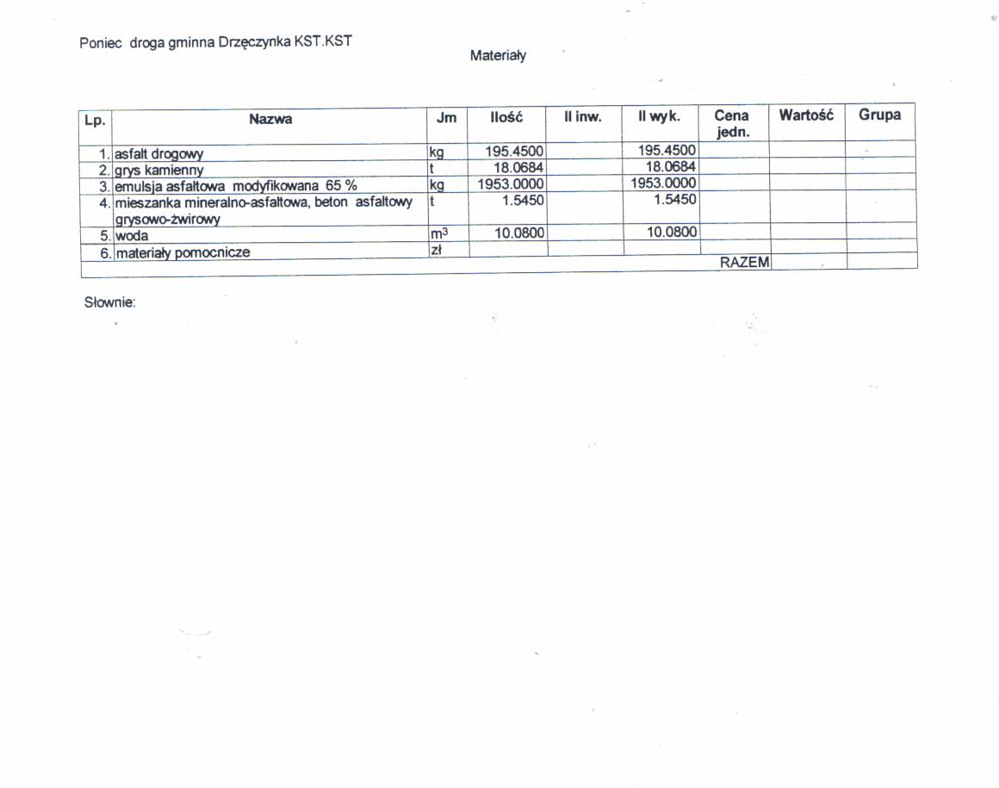 Poniec droga gminna Drzęczynka KST.KST
Materiały
Lp. Nazwa Jm Ilość Il inw. Il wyk. Cena jedn. Wartość Grupa
1. asfalt drogowy kg 195.4500 195.4500
2. grys kamienny t 18.0684 18.0684
3. emulsja asfaltowa modyfikowana 65 % kg 1953.0000 1953.0000
4. mieszanka mineralno-asfaltowa, beton asfaltowy t 1.5450 1.5450
grysowo-żwirowy
5. woda m³ 10.0800 10.0800
6. materiały pomocnicze zł
RAZEM
Słownie: